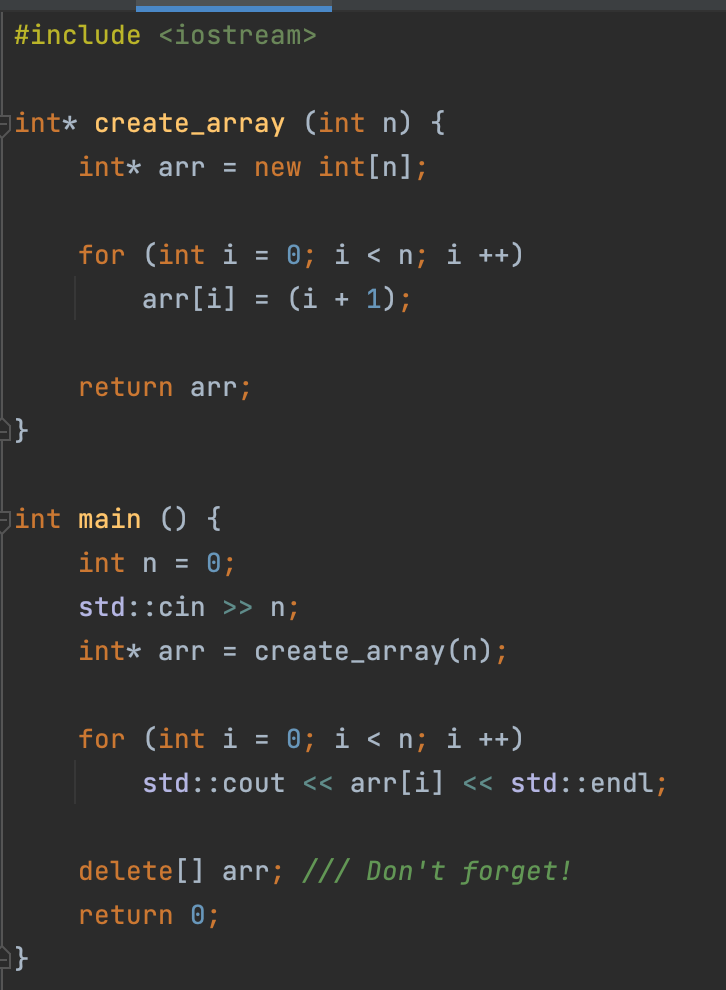 #include <iostream>
int* create_array (int n) {
    int* arr = new int[n];
    for (int i = 0; i < n; i ++)
        arr[i] = (i + 1);
    return arr;
}
int main () {
    int n = 0;
    std::cin >> n;
    int* arr = create_array(n);
    for (int i = 0; i < n; i ++)
        std::cout << arr[i] << std::endl;
    delete[] arr; /// Don't forget!
    return 0;
}